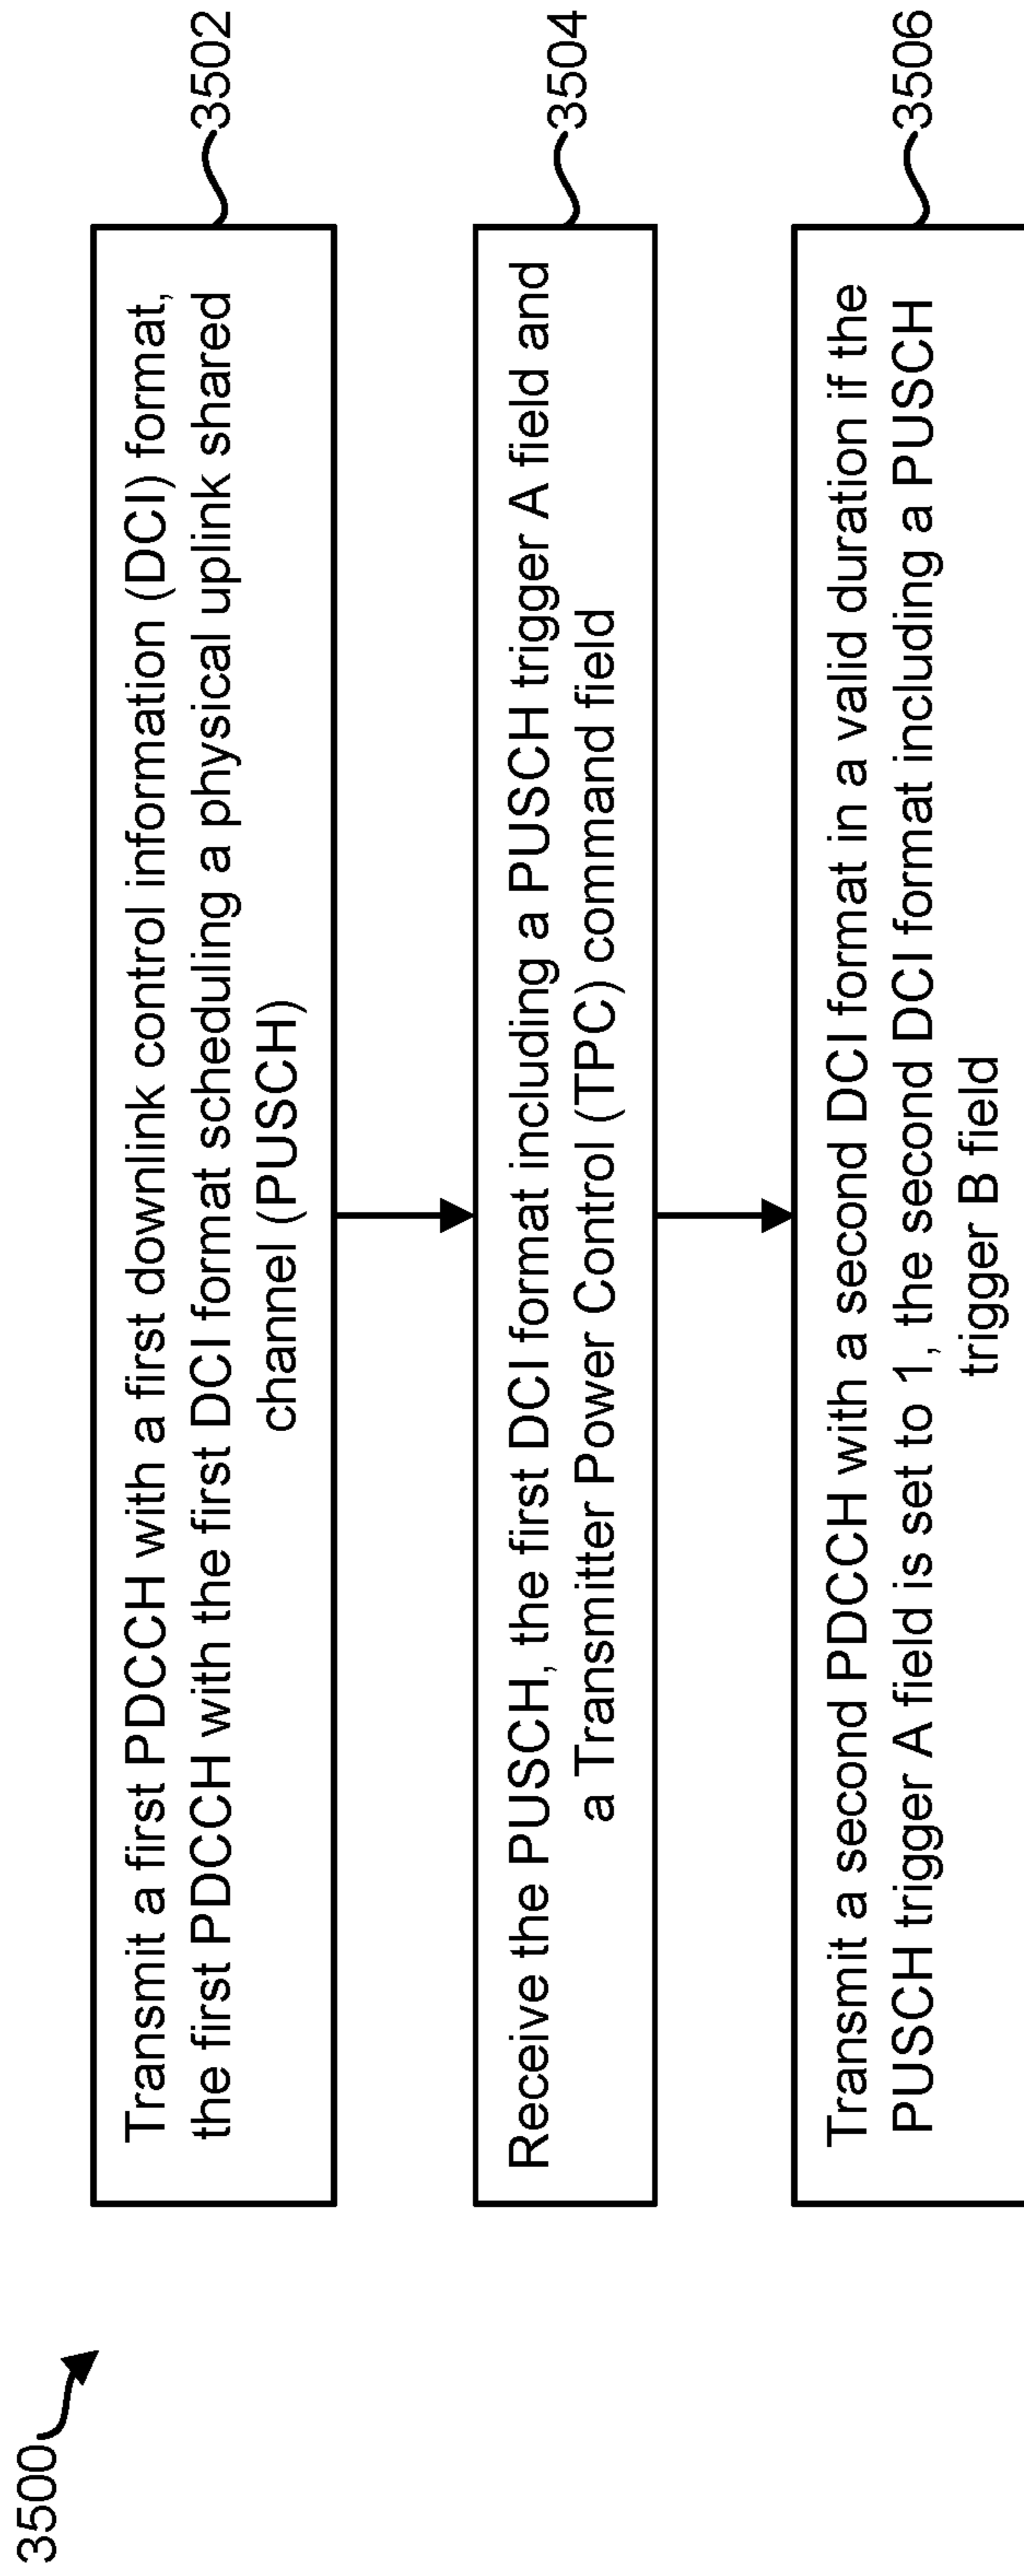 3500
Transmit a first PDCCH with a first downlink control information (DCI) format,
the first PDCCH with the first DCI format scheduling a physical uplink shared
channel (PUSCH)
3502
Receive the PUSCH, the first DCI format including a PUSCH trigger A field and
a Transmitter Power Control (TPC) command field
3504
Transmit a second PDCCH with a second DCI format in a valid duration if the
PUSCH trigger A field is set to 1, the second DCI format including a PUSCH
trigger B field
3506